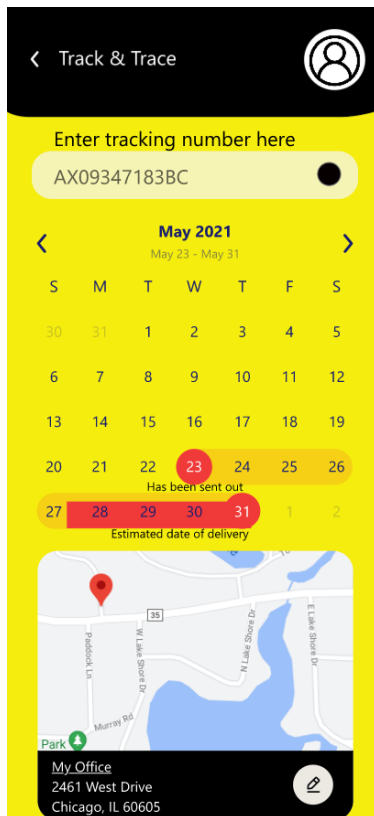 Track & Trace
Enter tracking number here
AX09347183BC
May 2021
May 23 - May 31
S M T W T F S
30 31 1 2 3 4 5
6 7 8 9 10 11 12
13 14 15 16 17 18 19
20 21 22 23 24 25 26
Has been sent out
27 28 29 30 31 1 2
Estimated date of delivery
35
Paddock Ln
W Lake Shore Dr
N Lake Shore Dr
E Lake Shore Dr
Murray Rd
Park
My Office
2461 West Drive
Chicago, IL 60605